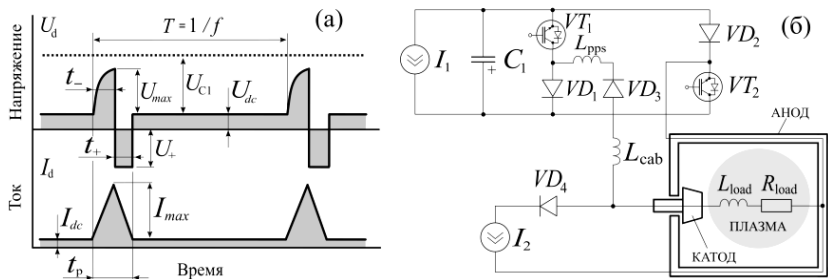 (а)
U_d
T = 1/f
Напряжение
t_–
U_max
U_C1
U_dc
t_+
U_+
I_d
Ток
I_dc
I_max
t_p
Время
(б)
VT_1
L_pps
VD_2
I_1
C_1
+
VD_1
VD_3
VT_2
АНОД
L_cab
VD_4
L_load
R_load
ПЛАЗМА
I_2
КАТОД